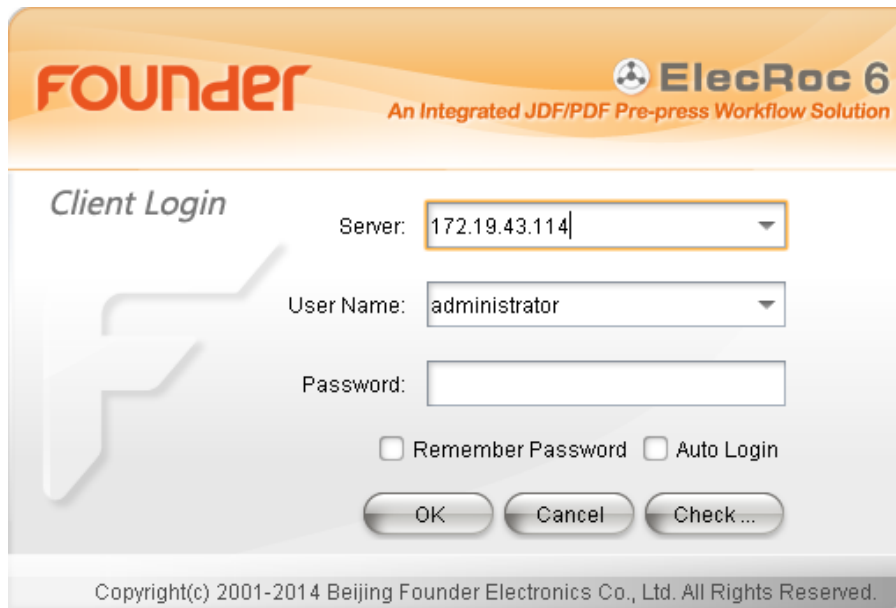 FOUNDER
ElecRoc 6
An Integrated JDF/PDF Pre-press Workflow Solution
Client Login
Server: 172.19.43.114
User Name: administrator
Password:
Remember Password Auto Login
OK Cancel Check ...
Copyright(c) 2001-2014 Beijing Founder Electronics Co., Ltd. All Rights Reserved.